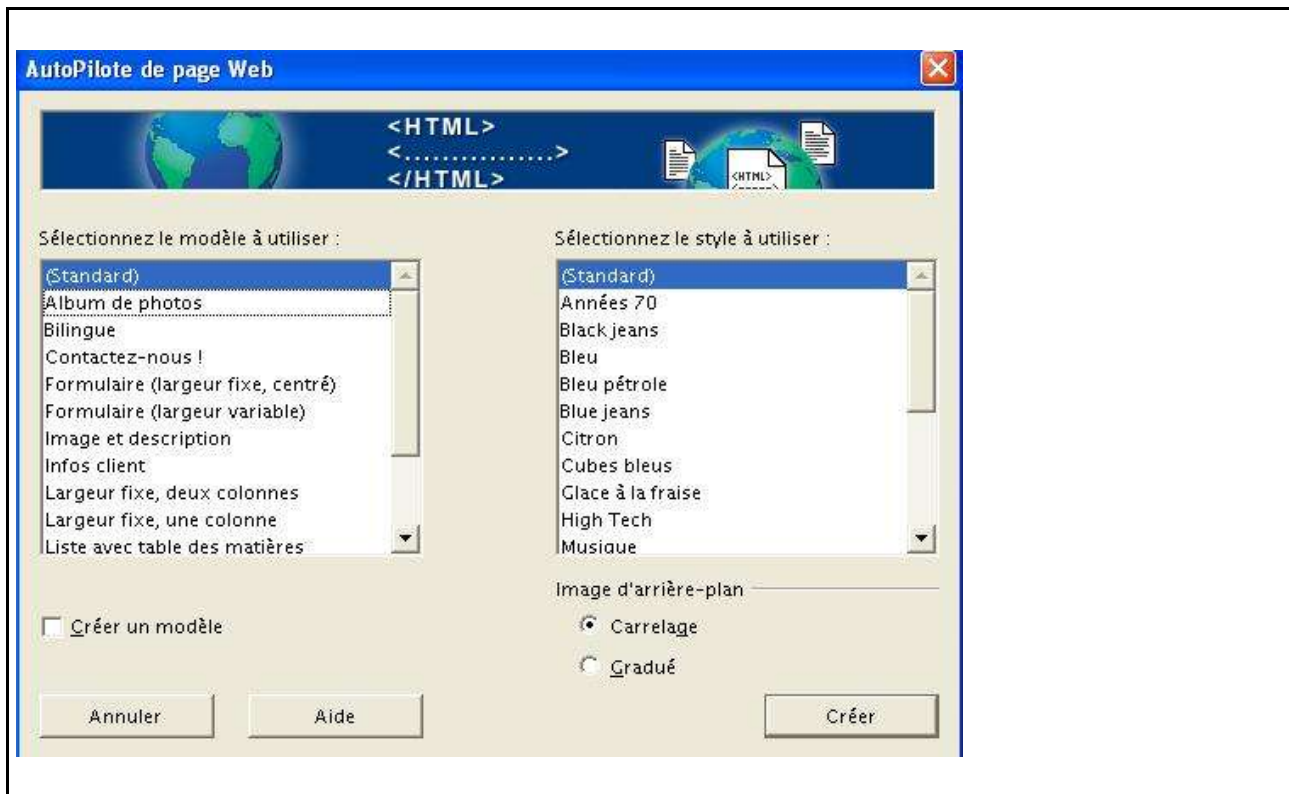 AutoPilote de page Web
<HTML>
<................>
</HTML>
<HTML>
Sélectionnez le modèle à utiliser :
(Standard)
Album de photos
Bilingue
Contactez-nous !
Formulaire (largeur fixe, centré)
Formulaire (largeur variable)
Image et description
Infos client
Largeur fixe, deux colonnes
Largeur fixe, une colonne
Liste avec table des matières
Sélectionnez le style à utiliser :
(Standard)
Années 70
Black jeans
Bleu
Bleu pétrole
Blue jeans
Citron
Cubes bleus
Glace à la fraise
High Tech
Musique
Image d'arrière-plan
Créer un modèle
Carrelage
Gradué
Annuler
Aide
Créer